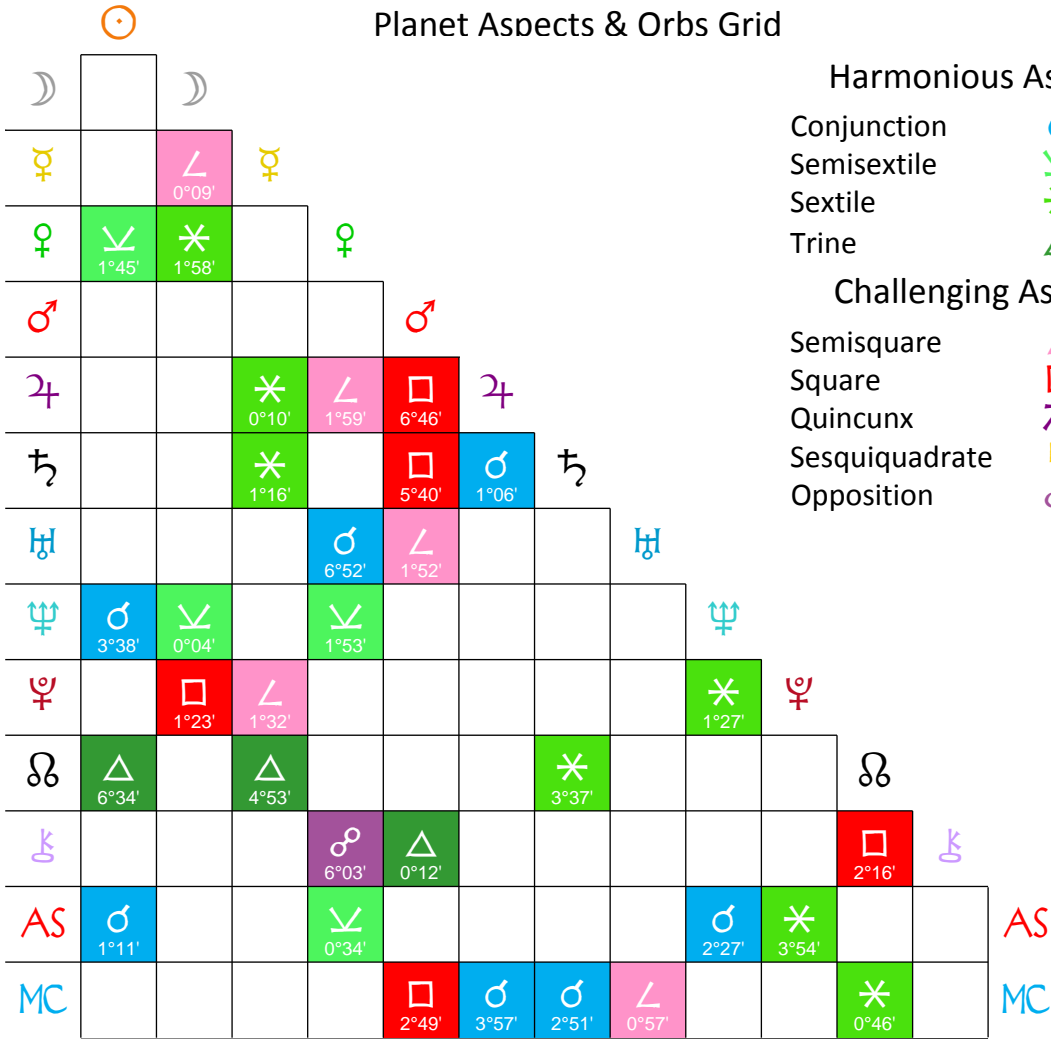 ☉ Planet Aspects & Orbs Grid
☽ ☽
☿ ∠ ☿
0°09'
♀ ⚺ ⚹ ♀
1°45' 1°58'
♂ ♂
♃ ⚹ ∠ □ ♃
0°10' 1°59' 6°46'
♄ ⚹ □ ☌ ♄
1°16' 5°40' 1°06'
♅ ☌ ∠ ♅
6°52' 1°52'
♆ ☌ ⚺ ⚺ ♆
3°38' 0°04' 1°53'
♇ □ ∠ ⚹ ♇
1°23' 1°32' 1°27'
☊ △ △ ⚹ ☊
6°34' 4°53' 3°37'
⚷ ☍ △ □ ⚷
6°03' 0°12' 2°16'
AS ☌ ⚺ ☌ ⚹ AS
1°11' 0°34' 2°27' 3°54'
MC □ ☌ ☌ ∠ ⚹ MC
2°49' 3°57' 2°51' 0°57' 0°46'
Harmonious As
Conjunction
Semisextile
Sextile
Trine
Challenging As
Semisquare
Square
Quincunx
Sesquiquadrate
Opposition